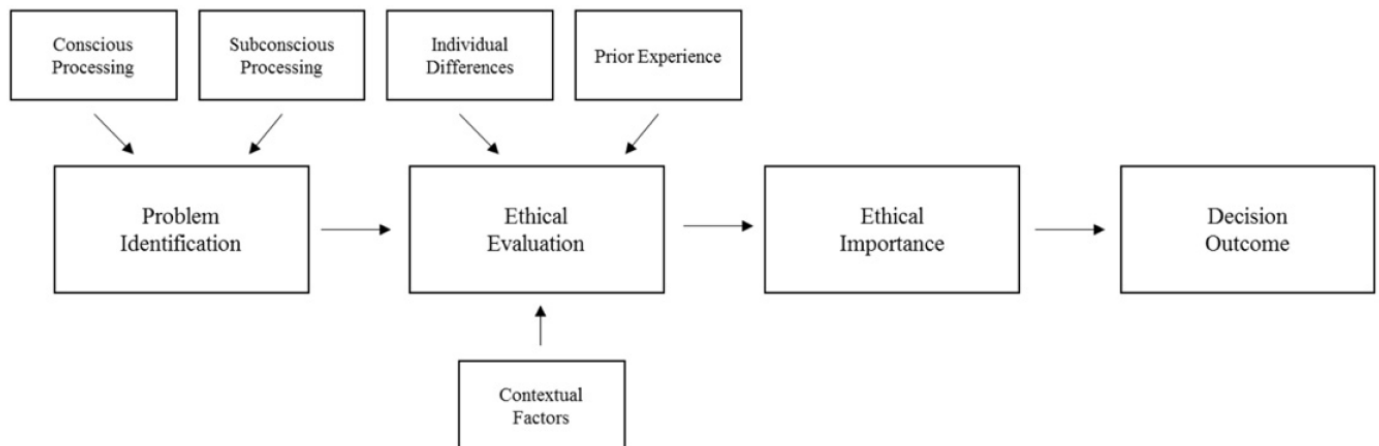 Conscious
Processing
Subconscious
Processing
Individual
Differences
Prior Experience
Problem
Identification
Ethical
Evaluation
Ethical
Importance
Decision
Outcome
Contextual
Factors